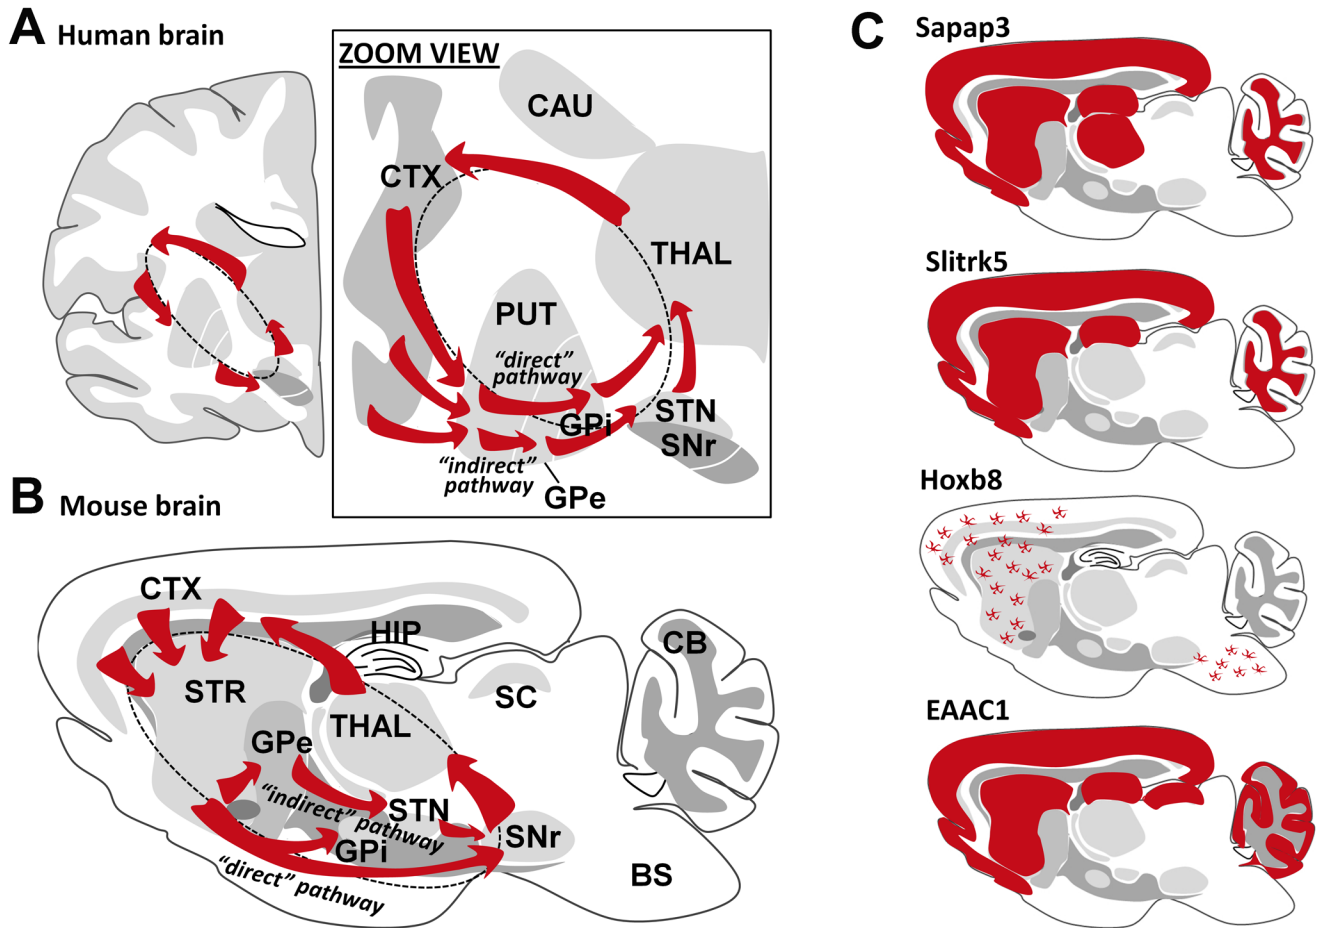 A Human brain
ZOOM VIEW
CAU
CTX
THAL
PUT
“direct”
pathway
GPi
STN
SNr
“indirect”
pathway
GPe
B Mouse brain
CTX
HIP
CB
STR
SC
THAL
GPe
“indirect” pathway
STN
SNr
GPi
“direct” pathway
BS
C
Sapap3
Slitrk5
Hoxb8
EAAC1